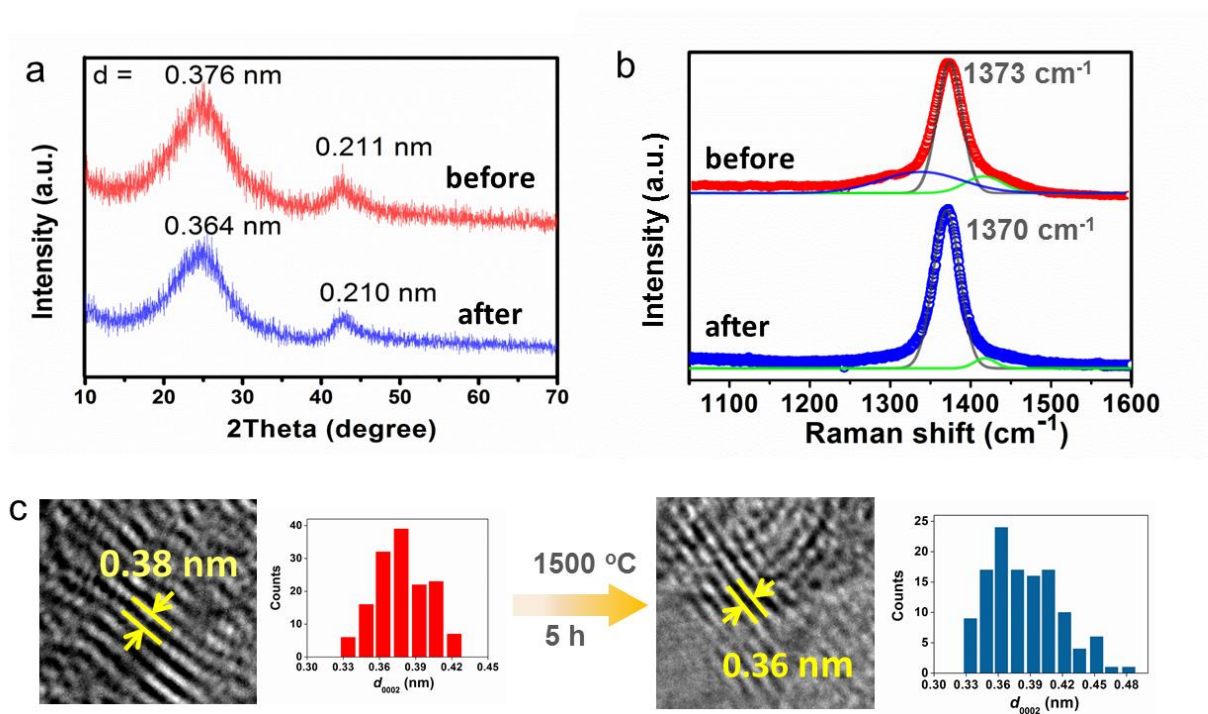 a
d =
0.376 nm
0.211 nm
before
0.364 nm
0.210 nm
after
Intensity (a.u.)
10 20 30 40 50 60 70
2Theta (degree)
b
1373 cm⁻¹
before
1370 cm⁻¹
after
Intensity (a.u.)
1100 1200 1300 1400 1500 1600
Raman shift (cm⁻¹)
c
0.38 nm
40
30
20
10
0
Counts
0.30 0.33 0.36 0.39 0.42 0.45
d₀₀₀₂ (nm)
1500 °C
5 h
0.36 nm
25
20
15
10
5
0
Counts
0.30 0.33 0.36 0.39 0.42 0.45 0.48
d₀₀₀₂ (nm)